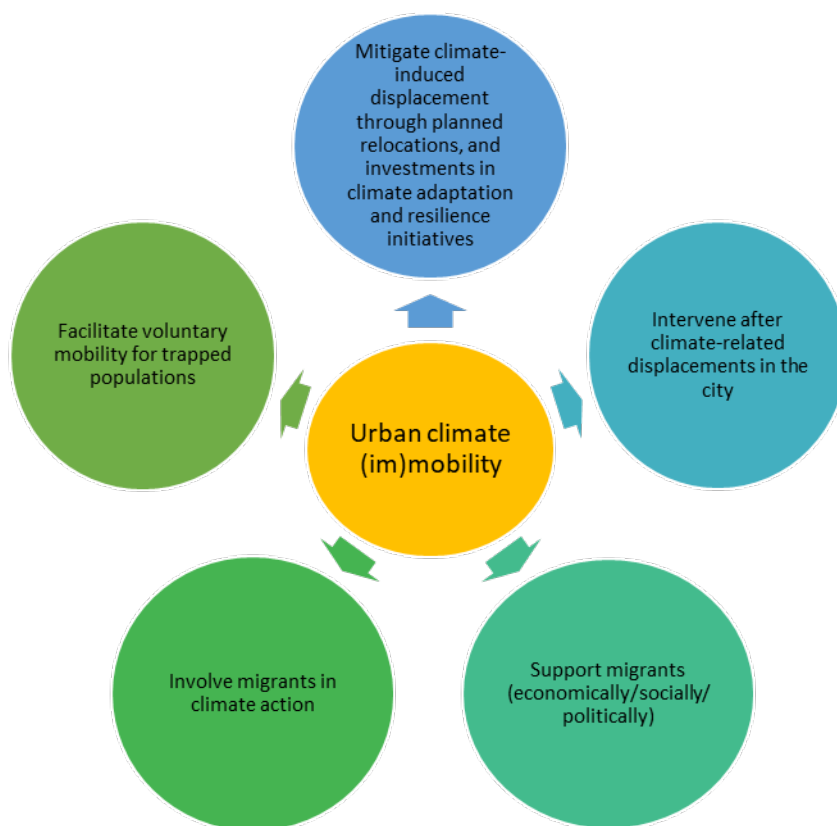 Mitigate climate-
induced
displacement
through planned
relocations, and
investments in
climate adaptation
and resilience
initiatives
Facilitate voluntary
mobility for trapped
populations
Intervene after
climate-related
displacements in the
city
Urban climate
(im)mobility
Involve migrants in
climate action
Support migrants
(economically/socially/
politically)